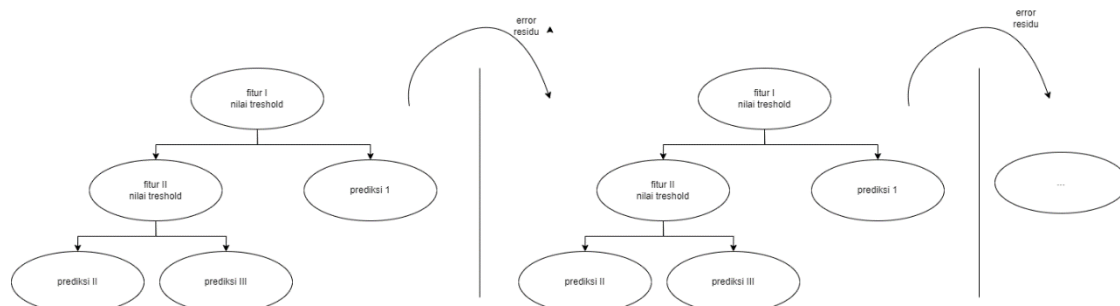 error
residu
fitur I
nilai treshold
fitur II
nilai treshold
prediksi 1
prediksi II
prediksi III
error
residu
fitur I
nilai treshold
fitur II
nilai treshold
prediksi 1
prediksi II
prediksi III
...